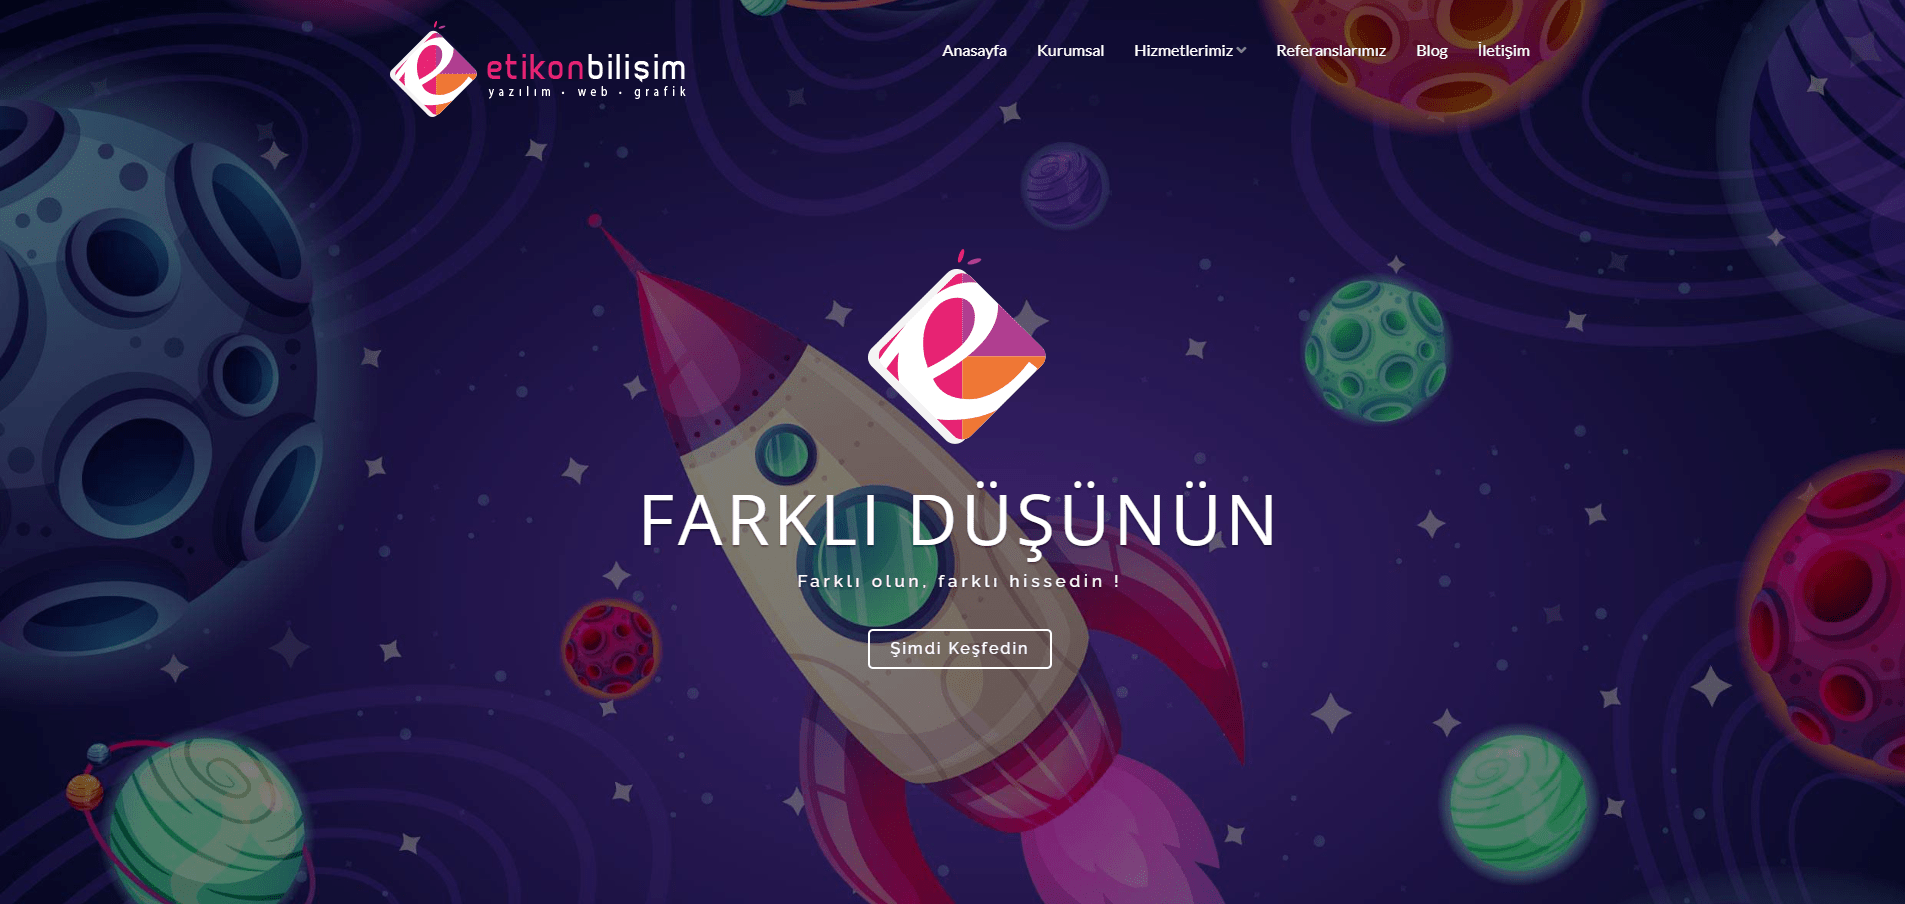 etikonbilişim
yazılım • web • grafik
Anasayfa Kurumsal Hizmetlerimiz Referanslarımız Blog İletişim
e
FARKLI DÜŞÜNÜN
Farklı olun, farklı hissedin !
Şimdi Keşfedin